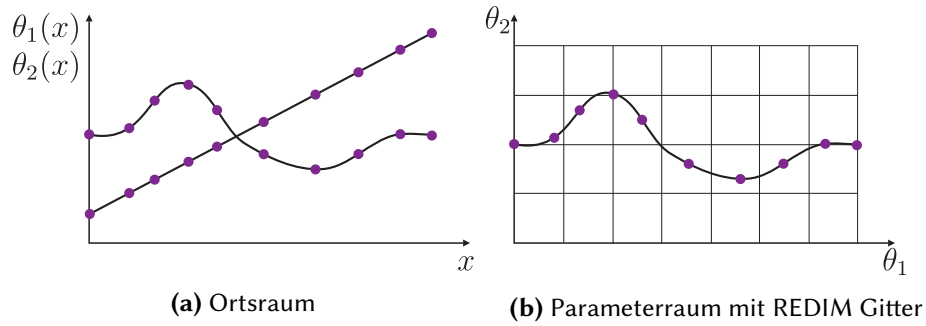 θ₁(x)
θ₂(x)
x
(a) Ortsraum
θ₂
θ₁
(b) Parameterraum mit REDIM Gitter